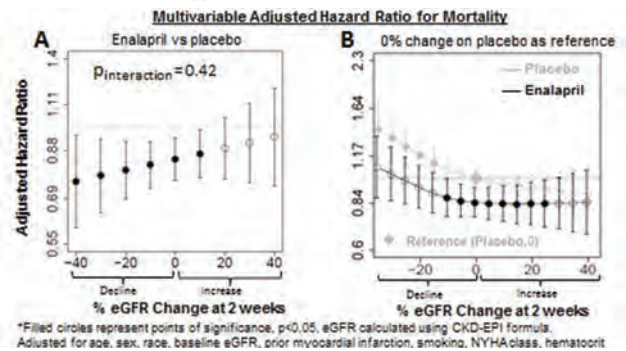 Multivariable Adjusted Hazard Ratio for Mortality
A
Enalapril vs placebo
Pinteraction=0.42
Adjusted Hazard Ratio
1.4
1.11
0.88
0.69
0.55
−40
−20
0
20
40
Decline
Increase
% eGFR Change at 2 weeks
B
0% change on placebo as reference
Placebo
Enalapril
2.3
1.64
1.17
0.84
0.6
Reference (Placebo,0)
−20
0
20
40
Decline
Increase
% eGFR Change at 2 weeks
*Filled circles represent points of significance, p<0.05, eGFR calculated using CKD-EPI formula.
Adjusted for age, sex, race, baseline eGFR, prior myocardial infarction, smoking, NYHA class, hematocrit